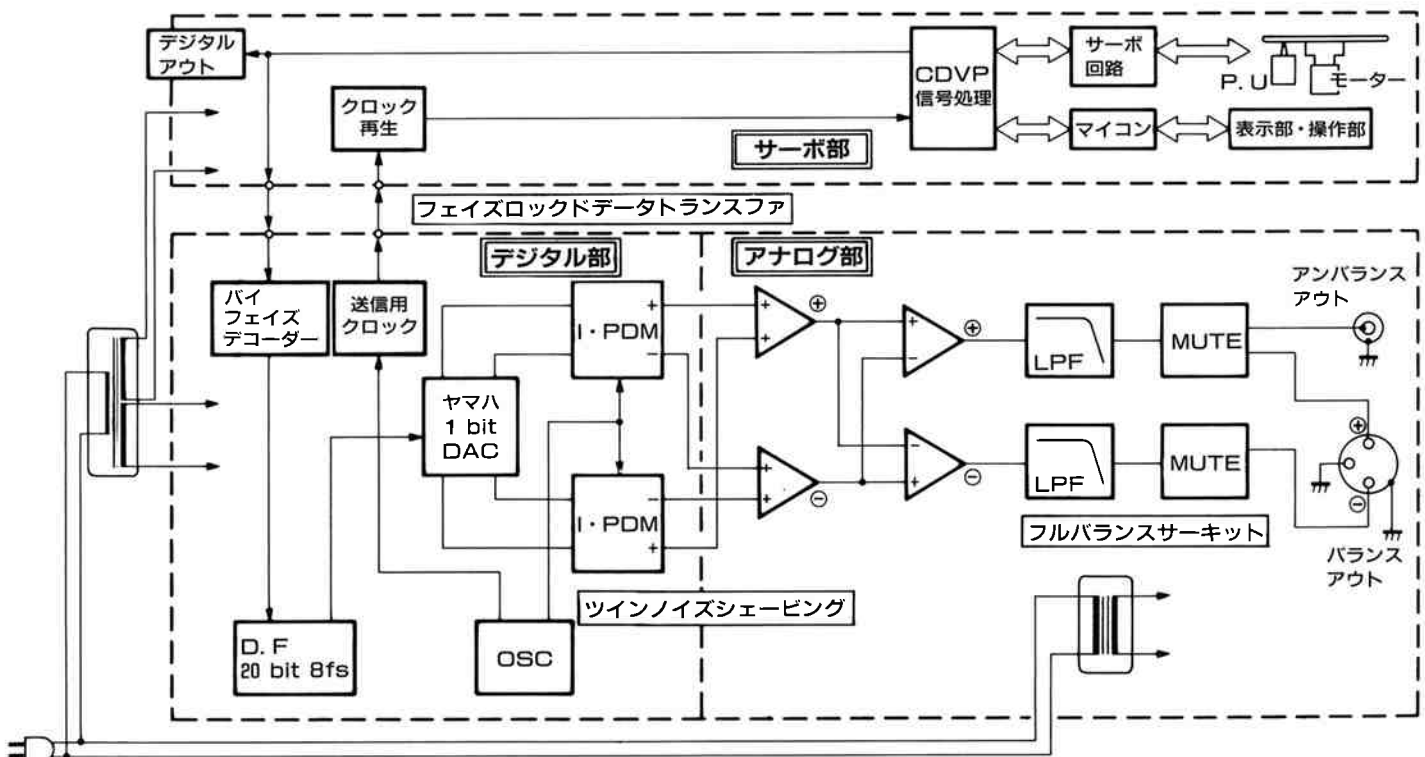 デジタル
アウト
クロック
再生
CDVP
信号処理
サーボ
回路
P.U
モーター
マイコン
表示部・操作部
サーボ部
フェイズロックドデータトランスファ
デジタル部
アナログ部
バイ
フェイズ
デコーダー
送信用
クロック
I・PDM
+
−
ヤマハ
1 bit
DAC
I・PDM
−
+
+
+
⊕
+
−
⊕
LPF
MUTE
アンバランス
アウト
+
+
⊖
−
+
⊖
LPF
MUTE
⊕
⊖
フルバランスサーキット
バランス
アウト
ツインノイズシェービング
D.F
20 bit 8fs
OSC